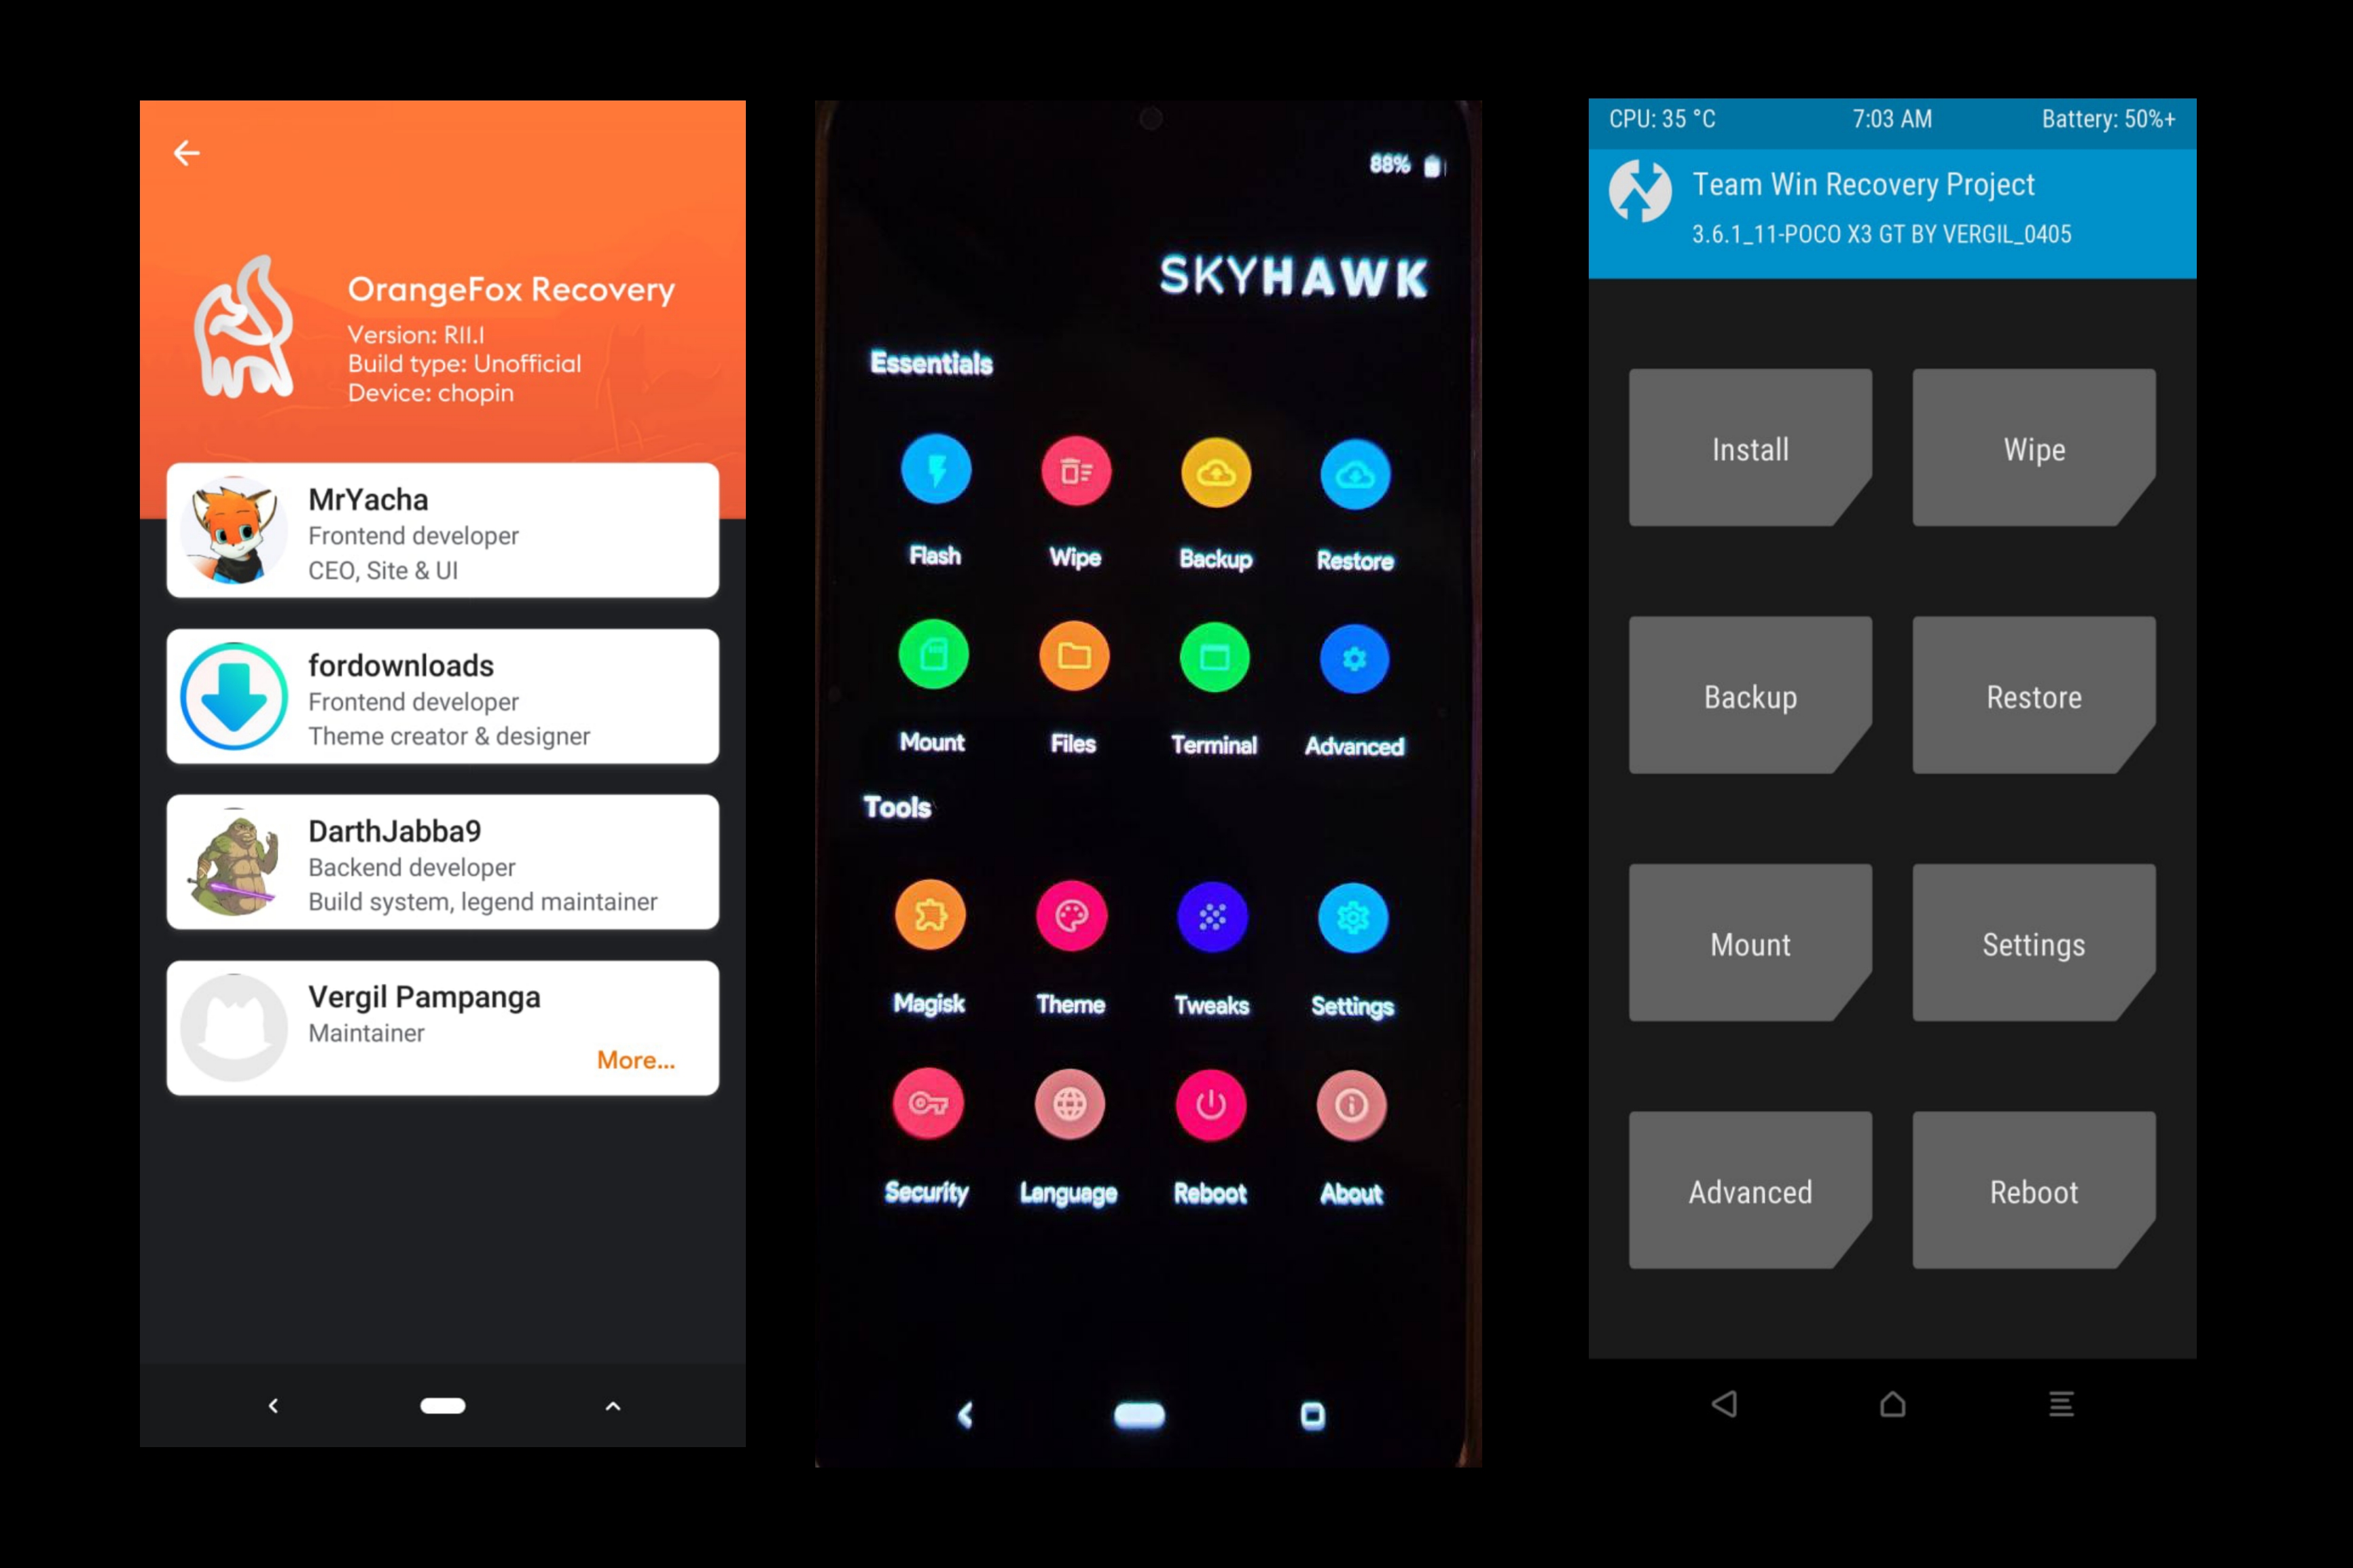 OrangeFox Recovery
Version: R11.1
Build type: Unofficial
Device: chopin
MrYacha
Frontend developer
CEO, Site & UI
fordownloads
Frontend developer
Theme creator & designer
DarthJabba9
Backend developer
Build system, legend maintainer
Vergil Pampanga
Maintainer
More...
88%
SKYHAWK
Essentials
Flash Wipe Backup Restore
Mount Files Terminal Advanced
Tools
Magisk Theme Tweaks Settings
Security Language Reboot About
CPU: 35 °C 7:03 AM Battery: 50%+
Team Win Recovery Project
3.6.1_11-POCO X3 GT BY VERGIL_0405
Install Wipe
Backup Restore
Mount Settings
Advanced Reboot